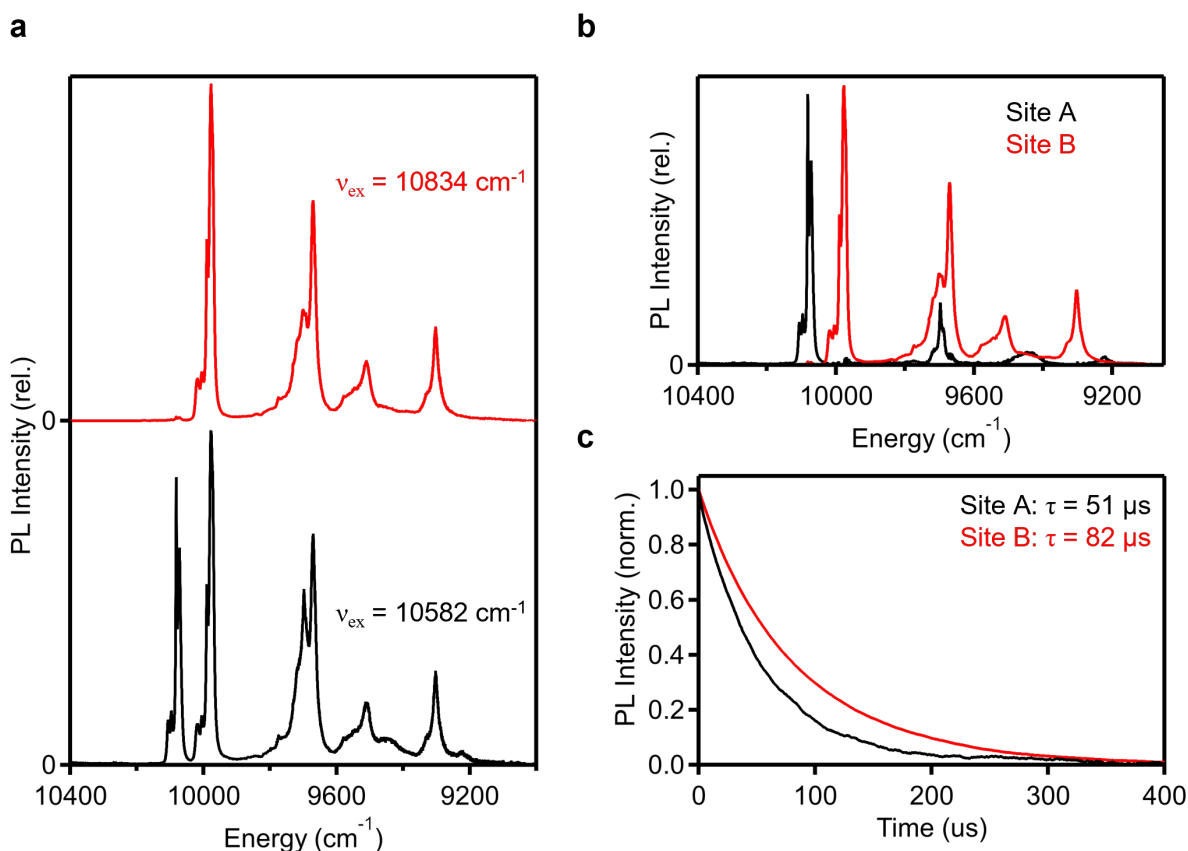 a
PL Intensity (rel.)
ν_ex = 10834 cm⁻¹
0
ν_ex = 10582 cm⁻¹
0
10400 10000 9600 9200
Energy (cm⁻¹)
b
PL Intensity (rel.)
Site A
Site B
0
10400 10000 9600 9200
Energy (cm⁻¹)
c
PL Intensity (norm.)
1.0
0.8
0.6
0.4
0.2
0.0
Site A: τ = 51 μs
Site B: τ = 82 μs
0 100 200 300 400
Time (us)